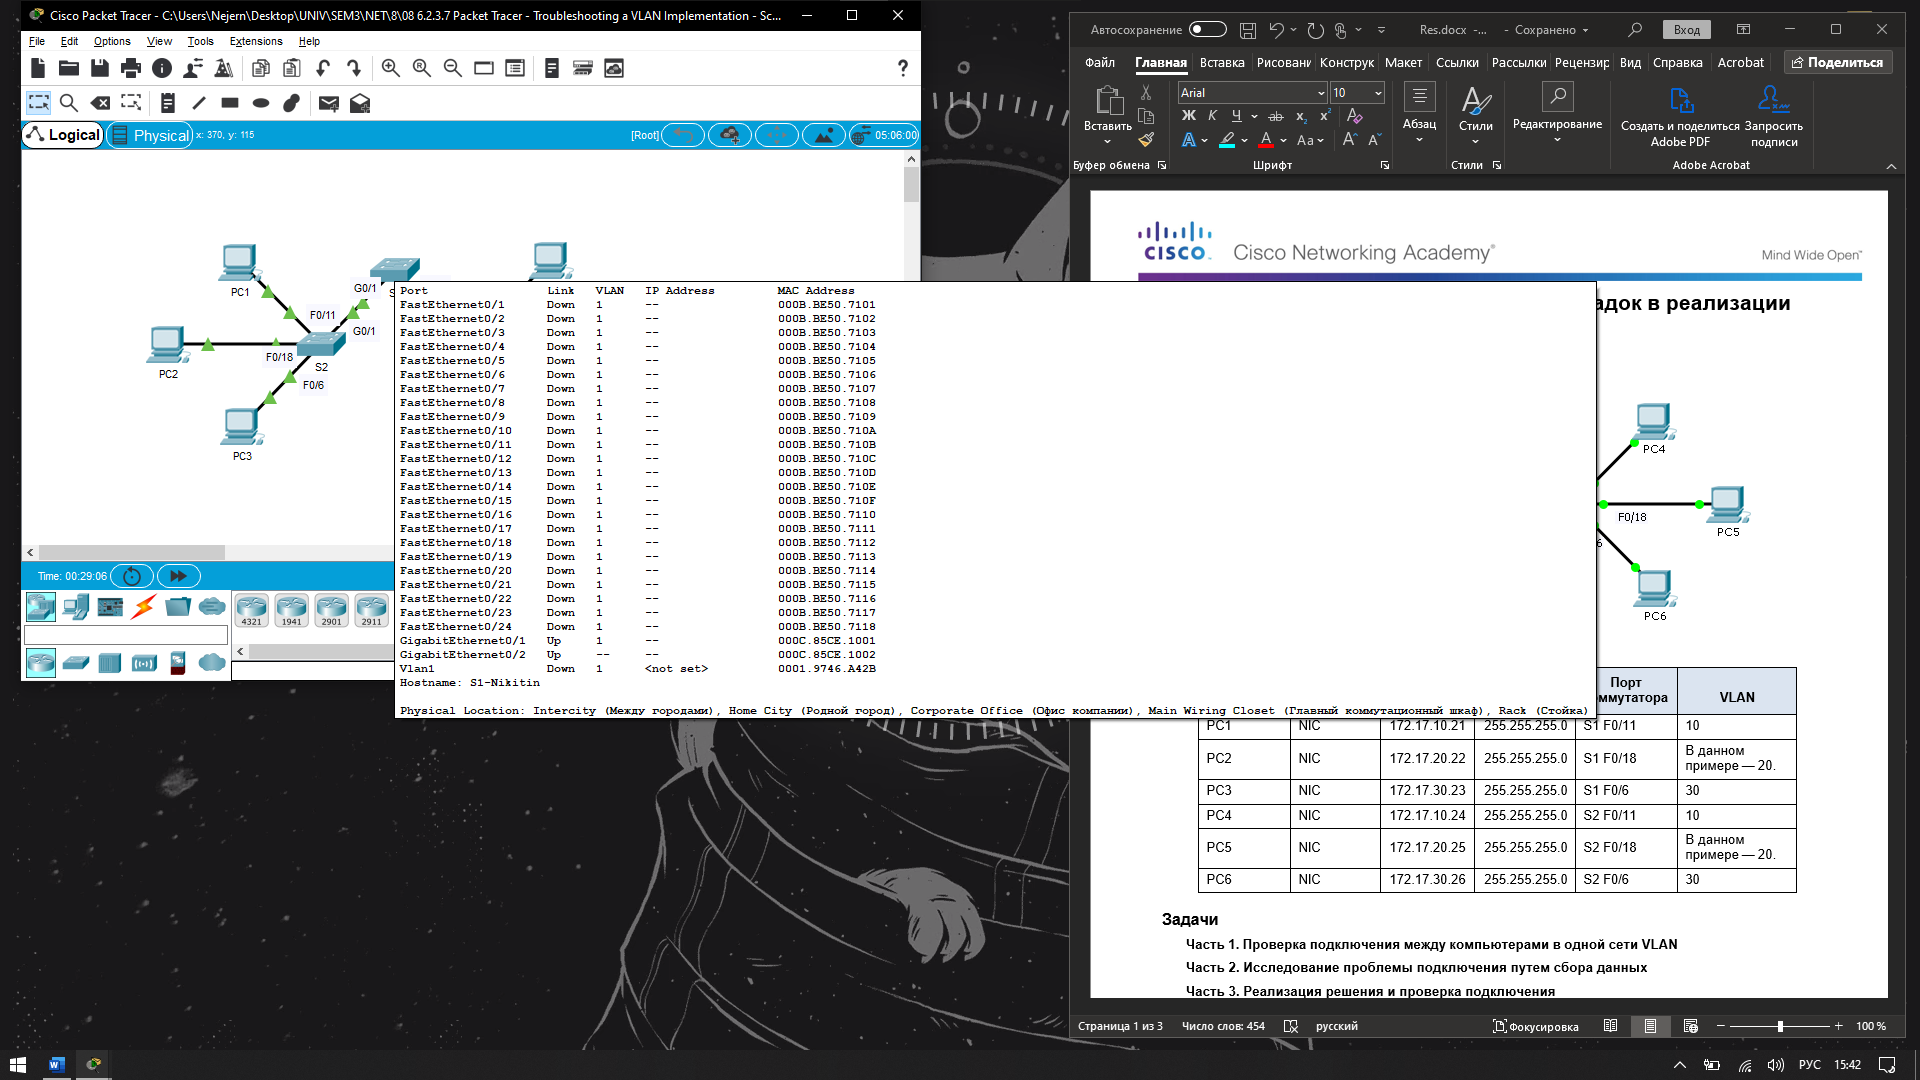 Cisco Packet Tracer - C:\Users\Nejern\Desktop\UNIV\SEM3\NET\8\08 6.2.3.7 Packet Tracer - Troubleshooting a VLAN Implementation - Sc...
File Edit Options View Tools Extensions Help
Logical Physical x: 370, y: 115 [Root] 05:06:00
PC1
G0/1
F0/11
G0/1
F0/18
S2
PC2
F0/6
PC3
Time: 00:29:06
4321 1941 2901 2911
Port Link VLAN IP Address MAC Address
FastEthernet0/1 Down 1 -- 000B.BE50.7101
FastEthernet0/2 Down 1 -- 000B.BE50.7102
FastEthernet0/3 Down 1 -- 000B.BE50.7103
FastEthernet0/4 Down 1 -- 000B.BE50.7104
FastEthernet0/5 Down 1 -- 000B.BE50.7105
FastEthernet0/6 Down 1 -- 000B.BE50.7106
FastEthernet0/7 Down 1 -- 000B.BE50.7107
FastEthernet0/8 Down 1 -- 000B.BE50.7108
FastEthernet0/9 Down 1 -- 000B.BE50.7109
FastEthernet0/10 Down 1 -- 000B.BE50.710A
FastEthernet0/11 Down 1 -- 000B.BE50.710B
FastEthernet0/12 Down 1 -- 000B.BE50.710C
FastEthernet0/13 Down 1 -- 000B.BE50.710D
FastEthernet0/14 Down 1 -- 000B.BE50.710E
FastEthernet0/15 Down 1 -- 000B.BE50.710F
FastEthernet0/16 Down 1 -- 000B.BE50.7110
FastEthernet0/17 Down 1 -- 000B.BE50.7111
FastEthernet0/18 Down 1 -- 000B.BE50.7112
FastEthernet0/19 Down 1 -- 000B.BE50.7113
FastEthernet0/20 Down 1 -- 000B.BE50.7114
FastEthernet0/21 Down 1 -- 000B.BE50.7115
FastEthernet0/22 Down 1 -- 000B.BE50.7116
FastEthernet0/23 Down 1 -- 000B.BE50.7117
FastEthernet0/24 Down 1 -- 000B.BE50.7118
GigabitEthernet0/1 Up 1 -- 000C.85CE.1001
GigabitEthernet0/2 Up -- -- 000C.85CE.1002
Vlan1 Down 1 <not set> 0001.9746.A42B
Hostname: S1-Nikitin
Physical Location: Intercity (Между городами), Home City (Родной город), Corporate Office (Офис компании), Main Wiring Closet (Главный коммутационный шкаф), Rack (Стойка)
Автосохранение Res.docx -... - Сохранено Вход
Файл Главная Вставка Рисовани Конструк Макет Ссылки Рассылки Рецензир Вид Справка Acrobat Поделиться
Arial 10
Вставить Ж К Ч ab x₂ x² Абзац Стили Редактирование Создать и поделиться Adobe PDF Запросить подписи
Буфер обмена Шрифт Стили Adobe Acrobat
CISCO Cisco Networking Academy® Mind Wide Open™
адок в реализации
PC4
F0/18
PC5
6
PC6
Порт
ммутатора VLAN
PC1 NIC 172.17.10.21 255.255.255.0 S1 F0/11 10
PC2 NIC 172.17.20.22 255.255.255.0 S1 F0/18 В данном примере — 20.
PC3 NIC 172.17.30.23 255.255.255.0 S1 F0/6 30
PC4 NIC 172.17.10.24 255.255.255.0 S2 F0/11 10
PC5 NIC 172.17.20.25 255.255.255.0 S2 F0/18 В данном примере — 20.
PC6 NIC 172.17.30.26 255.255.255.0 S2 F0/6 30
Задачи
Часть 1. Проверка подключения между компьютерами в одной сети VLAN
Часть 2. Исследование проблемы подключения путем сбора данных
Часть 3. Реализация решения и проверка подключения
Страница 1 из 3 Число слов: 454 русский Фокусировка 100 %
РУС 15:42